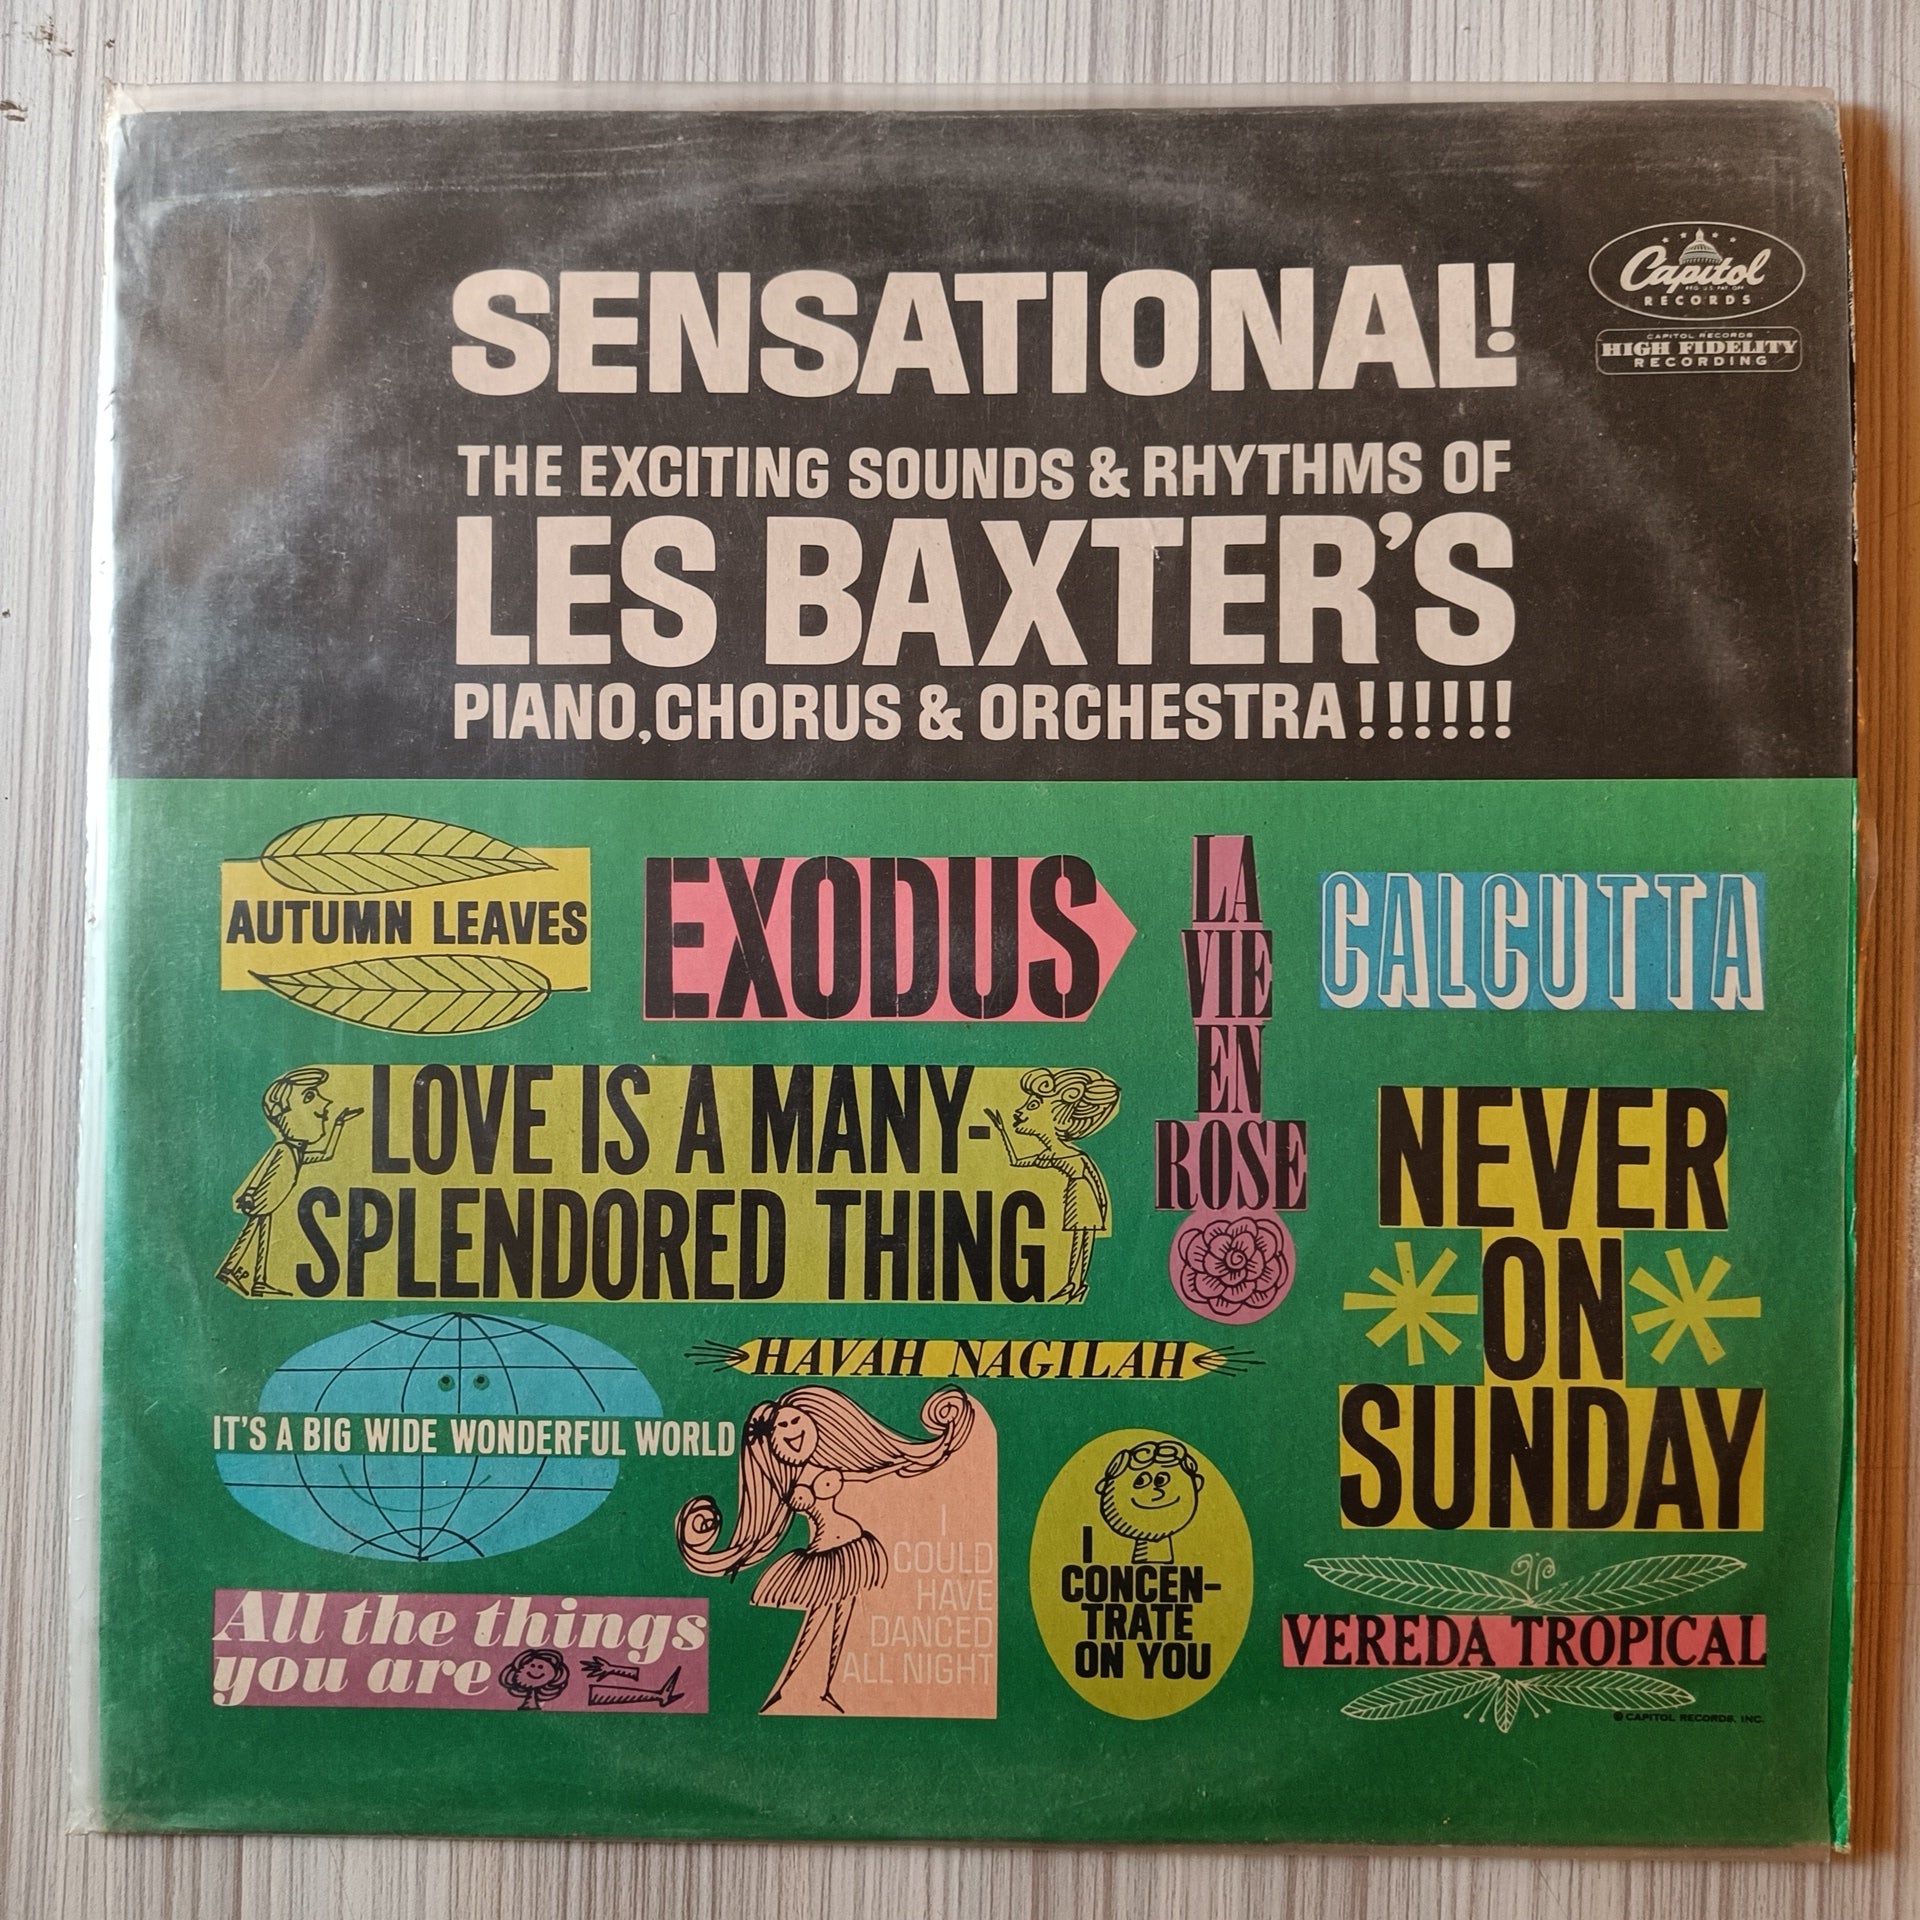 Capitol
REG. U.S. PAT. OFF.
RECORDS
CAPITOL RECORDS
HIGH FIDELITY
RECORDING
SENSATIONAL!
THE EXCITING SOUNDS & RHYTHMS OF
LES BAXTER'S
PIANO, CHORUS & ORCHESTRA!!!!!!
AUTUMN LEAVES
EXODUS
LA
VIE
EN
ROSE
CALCUTTA
LOVE IS A MANY-
SPLENDORED THING
NEVER
ON
SUNDAY
HAVAH NAGILAH
IT'S A BIG WIDE WONDERFUL WORLD
I
COULD
HAVE
DANCED
ALL NIGHT
I
CONCEN-
TRATE
ON YOU
All the things
you are
VEREDA TROPICAL
© CAPITOL RECORDS, INC.